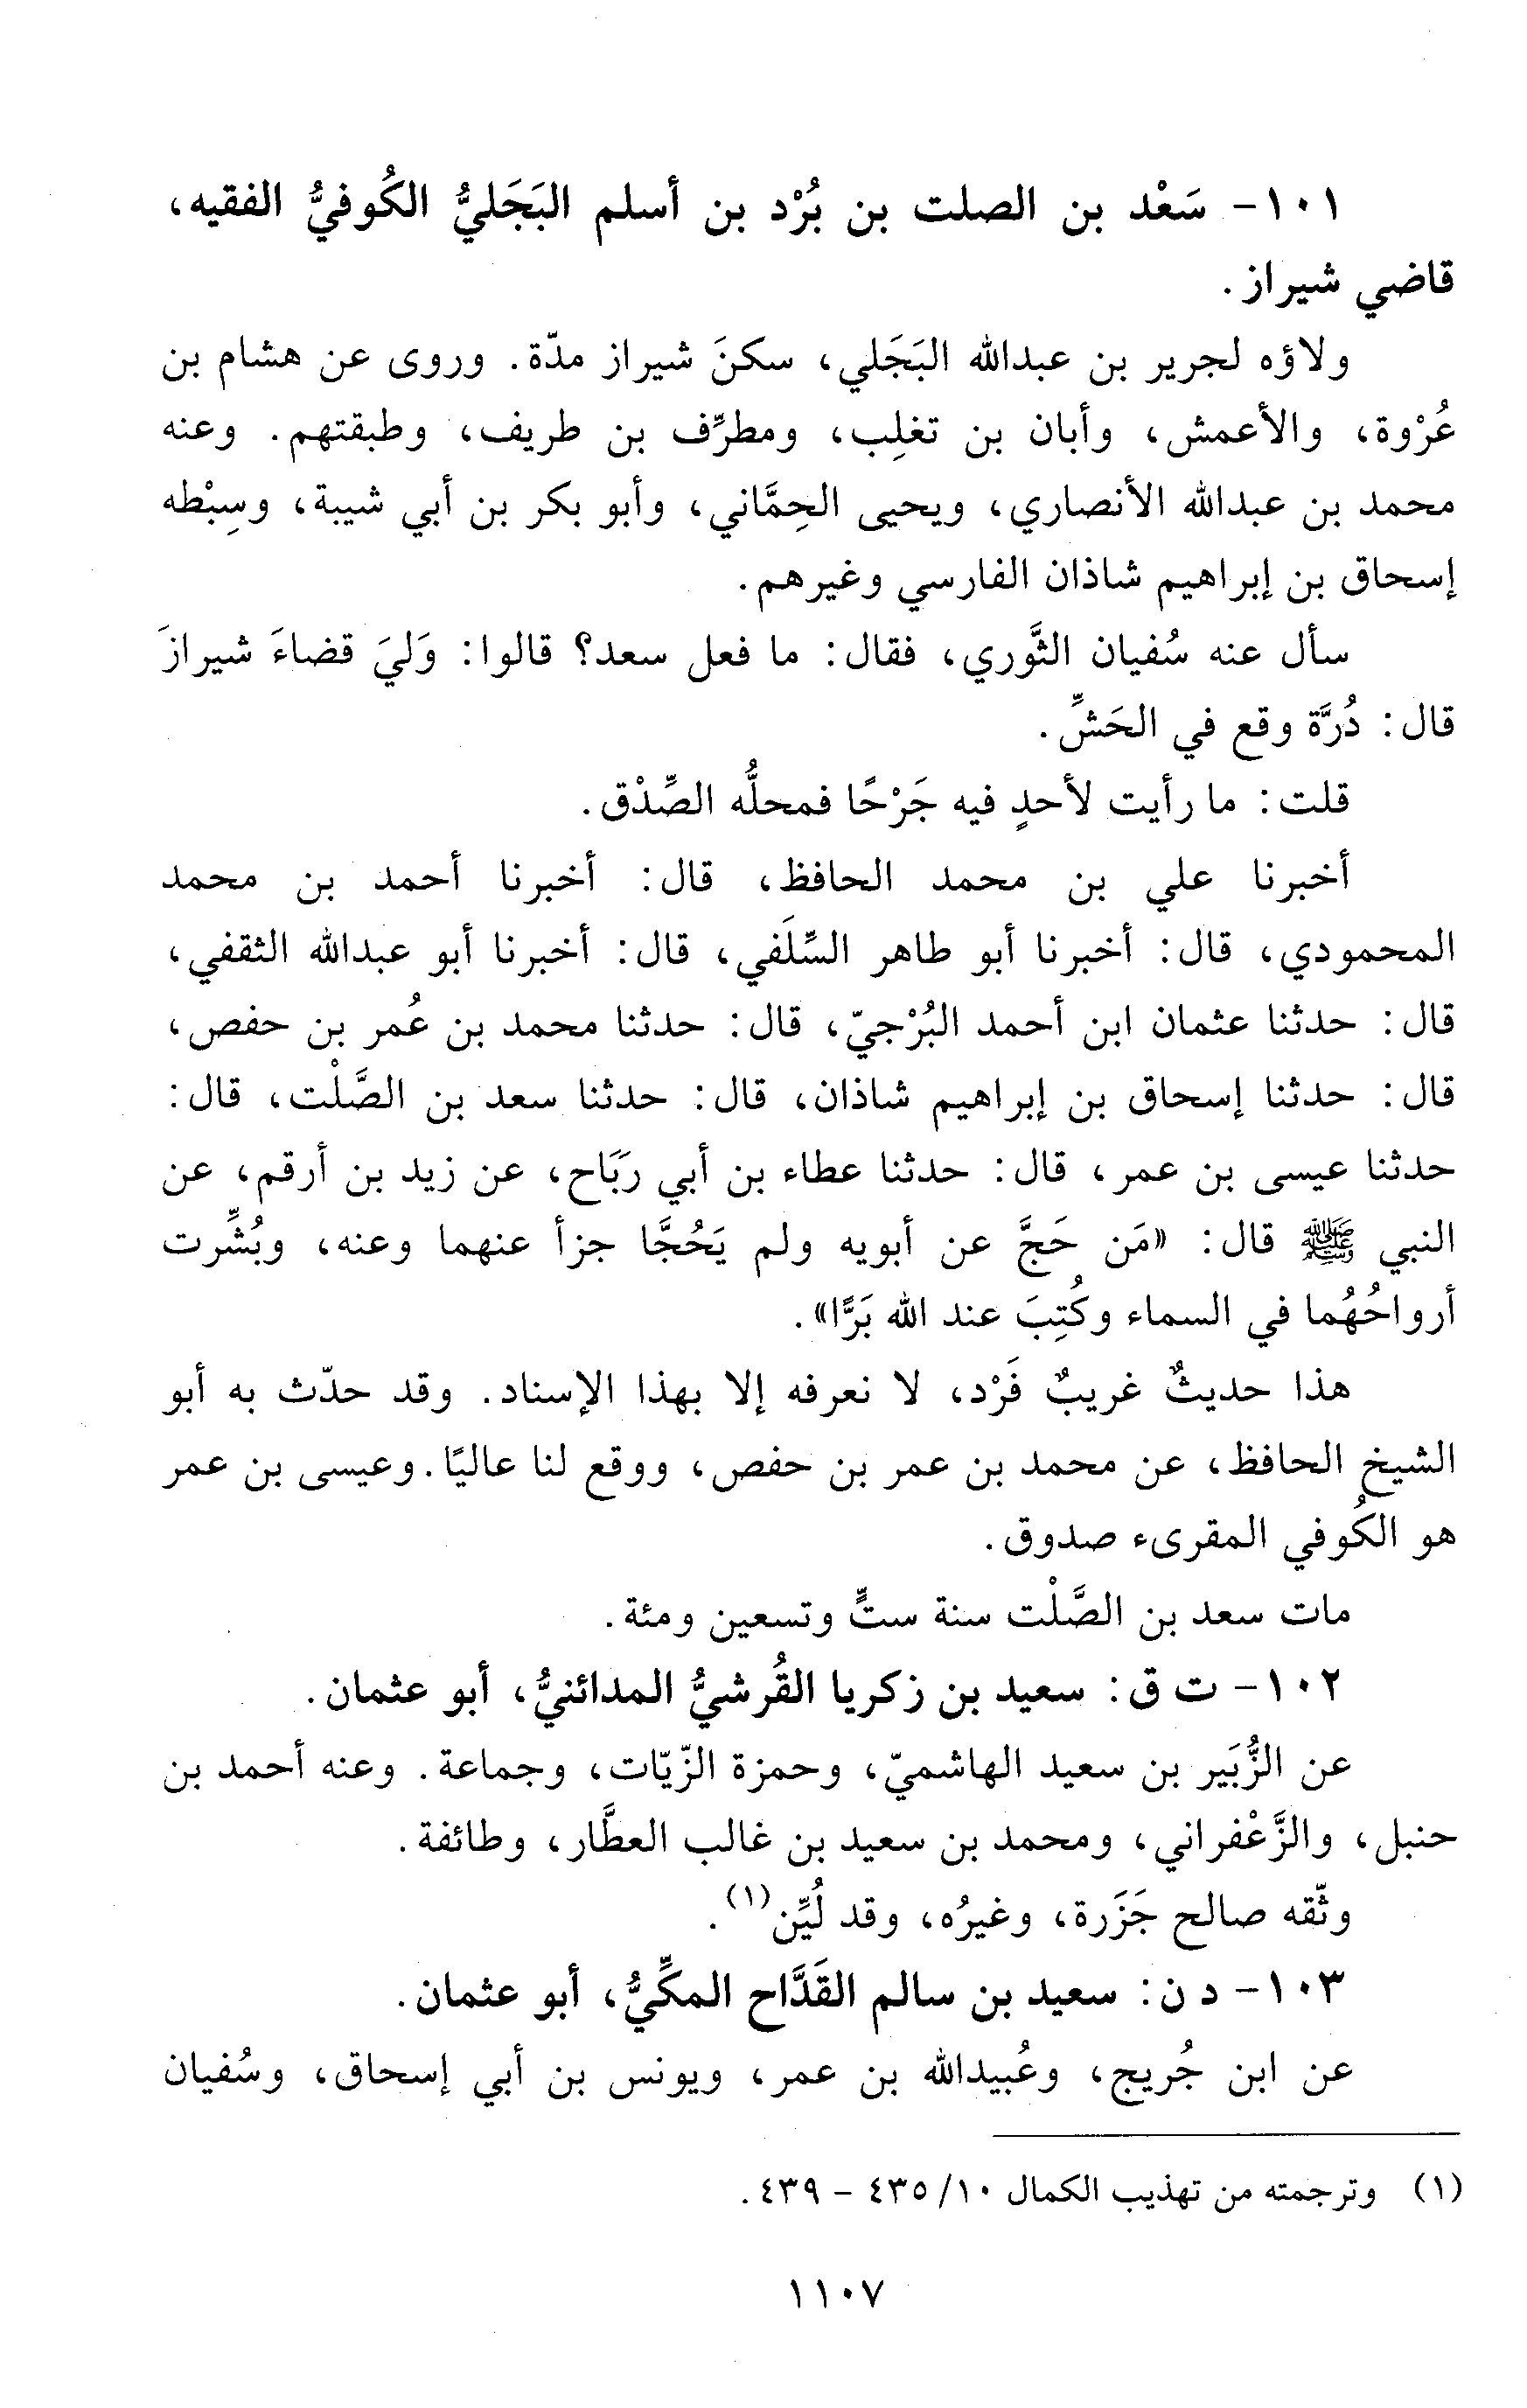 ١٠١- سَعْد بن الصلت بن بُرْد بن أسلم البَجَليُّ الكُوفيُّ الفقيه،
قاضي شيراز.
ولاؤه لجرير بن عبدالله البَجَلي، سكنَ شيراز مدّة. وروى عن هشام بن
عُرْوة، والأعمش، وأبان بن تغلِب، ومطرِّف بن طريف، وطبقتهم. وعنه
محمد بن عبدالله الأنصاري، ويحيى الحِمَّاني، وأبو بكر بن أبي شيبة، وسِبْطه
إسحاق بن إبراهيم شاذان الفارسي وغيرهم.
سأل عنه سُفيان الثَّوري، فقال: ما فعل سعد؟ قالوا: وَليَ قضاءَ شيرازَ
قال: دُرَّة وقع في الحَشِّ.
قلت: ما رأيت لأحدٍ فيه جَرْحًا فمحلُّه الصِّدْق.
أخبرنا علي بن محمد الحافظ، قال: أخبرنا أحمد بن محمد
المحمودي، قال: أخبرنا أبو طاهر السِّلَفي، قال: أخبرنا أبو عبدالله الثقفي،
قال: حدثنا عثمان ابن أحمد البُرْجيّ، قال: حدثنا محمد بن عُمر بن حفص،
قال: حدثنا إسحاق بن إبراهيم شاذان، قال: حدثنا سعد بن الصَّلْت، قال:
حدثنا عيسى بن عمر، قال: حدثنا عطاء بن أبي رَبَاح، عن زيد بن أرقم، عن
النبي ﷺ قال: «مَن حَجَّ عن أبويه ولم يَحُجَّا جزأ عنهما وعنه، وبُشِّرت
أرواحُهُما في السماء وكُتِبَ عند الله بَرًّا».
هذا حديثٌ غريبٌ فَرْد، لا نعرفه إلا بهذا الإسناد. وقد حدّث به أبو
الشيخ الحافظ، عن محمد بن عمر بن حفص، ووقع لنا عاليًا. وعيسى بن عمر
هو الكُوفي المقرىء صدوق.
مات سعد بن الصَّلْت سنة ستٍّ وتسعين ومئة.
١٠٢- ت ق: سعيد بن زكريا القُرشيُّ المدائنيُّ، أبو عثمان.
عن الزُّبَير بن سعيد الهاشميّ، وحمزة الزّيّات، وجماعة. وعنه أحمد بن
حنبل، والزَّعْفراني، ومحمد بن سعيد بن غالب العطَّار، وطائفة.
وثّقه صالح جَزَرة، وغيرُه، وقد لُيِّن(١).
١٠٣- د ن: سعيد بن سالم القَدَّاح المكِّيُّ، أبو عثمان.
عن ابن جُريج، وعُبيدالله بن عمر، ويونس بن أبي إسحاق، وسُفيان
(١) وترجمته من تهذيب الكمال ١٠/ ٤٣٥ - ٤٣٩.
١١٠٧